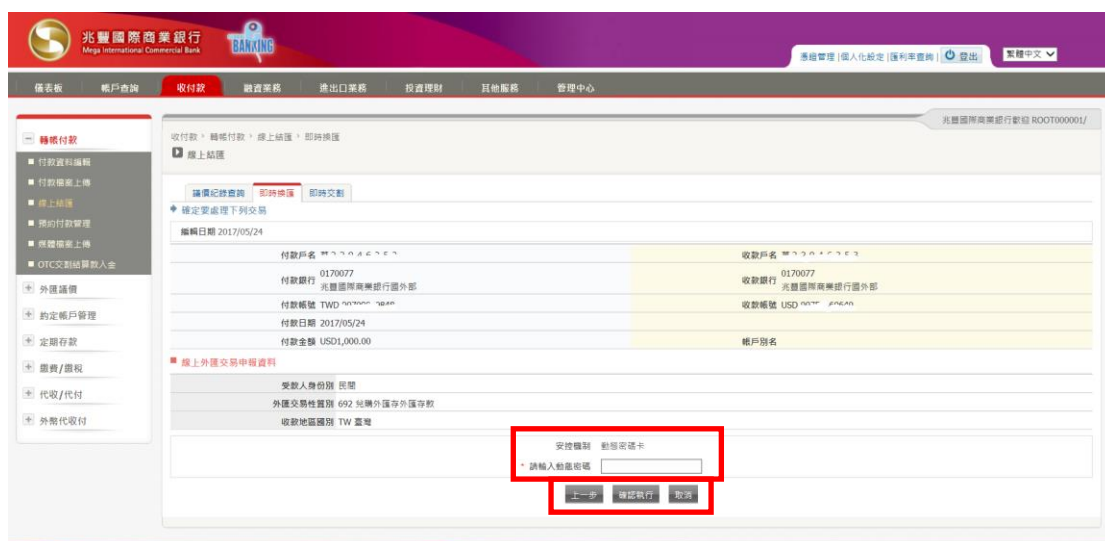 兆豐國際商業銀行
Mega International Commercial Bank
BANKING
憑證管理 |個人化設定 |匯利率查詢 | 登出
繁體中文
儀表板 帳戶查詢 收付款 融資業務 進出口業務 投資理財 其他服務 管理中心
兆豐國際商業銀行歡迎 ROOT000001/
轉帳付款
付款資料編輯
付款檔案上傳
線上結匯
預約付款管理
媒體檔案上傳
OTC交割結算款入金
外匯議價
約定帳戶管理
定期存款
繳費/繳稅
代收/代付
外幣代收付
收付款 › 轉帳付款 › 線上結匯 › 即時換匯
線上結匯
議價紀錄查詢 即時換匯 即時交割
確定要處理下列交易
編輯日期 2017/05/24
付款戶名 收款戶名
付款銀行 0170077 收款銀行 0170077
兆豐國際商業銀行國外部 兆豐國際商業銀行國外部
付款帳號 TWD 收款帳號 USD
付款日期 2017/05/24
付款金額 USD1,000.00 帳戶別名
線上外匯交易申報資料
受款人身份別 民間
外匯交易性質別 692 兌購外匯存外匯存款
收款地區國別 TW 臺灣
安控機制 動態密碼卡
* 請輸入動態密碼
上一步 確認執行 取消